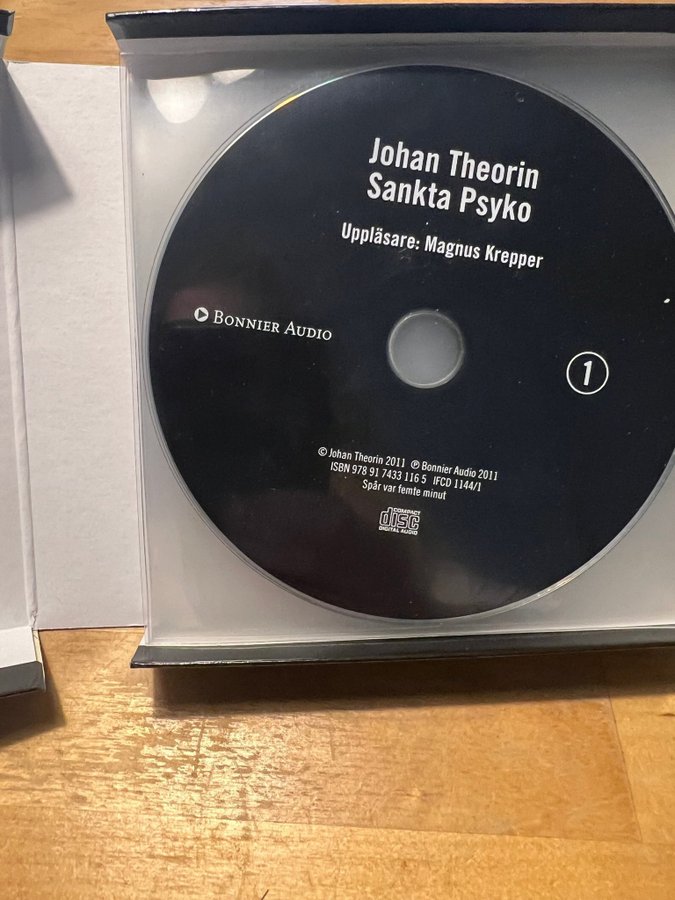 Johan Theorin
Sankta Psyko
Uppläsare: Magnus Krepper
BONNIER AUDIO
1
© Johan Theorin 2011 ℗ Bonnier Audio 2011
ISBN 978 91 7433 116 5 IFCD 1144/1
Spår var femte minut
COMPACT
disc
DIGITAL AUDIO